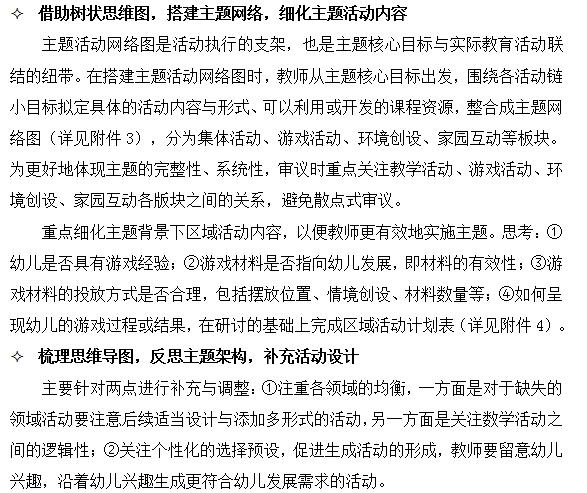 ✧ 借助树状思维图，搭建主题网络，细化主题活动内容
主题活动网络图是活动执行的支架，也是主题核心目标与实际教育活动联
结的纽带。在搭建主题活动网络图时，教师从主题核心目标出发，围绕各活动链
小目标拟定具体的活动内容与形式、可以利用或开发的课程资源，整合成主题网
络图（详见附件 3），分为集体活动、游戏活动、环境创设、家园互动等板块。
为更好地体现主题的完整性、系统性，审议时重点关注教学活动、游戏活动、环
境创设、家园互动各版块之间的关系，避免散点式审议。
重点细化主题背景下区域活动内容，以便教师更有效地实施主题。思考：①
幼儿是否具有游戏经验；②游戏材料是否指向幼儿发展，即材料的有效性；③游
戏材料的投放方式是否合理，包括摆放位置、情境创设、材料数量等；④如何呈
现幼儿的游戏过程或结果，在研讨的基础上完成区域活动计划表（详见附件 4）。
✧ 梳理思维导图，反思主题架构，补充活动设计
主要针对两点进行补充与调整：①注重各领域的均衡，一方面是对于缺失的
领域活动要注意后续适当设计与添加多形式的活动，另一方面是关注数学活动之
间的逻辑性；②关注个性化的选择预设，促进生成活动的形成，教师要留意幼儿
兴趣，沿着幼儿兴趣生成更符合幼儿发展需求的活动。